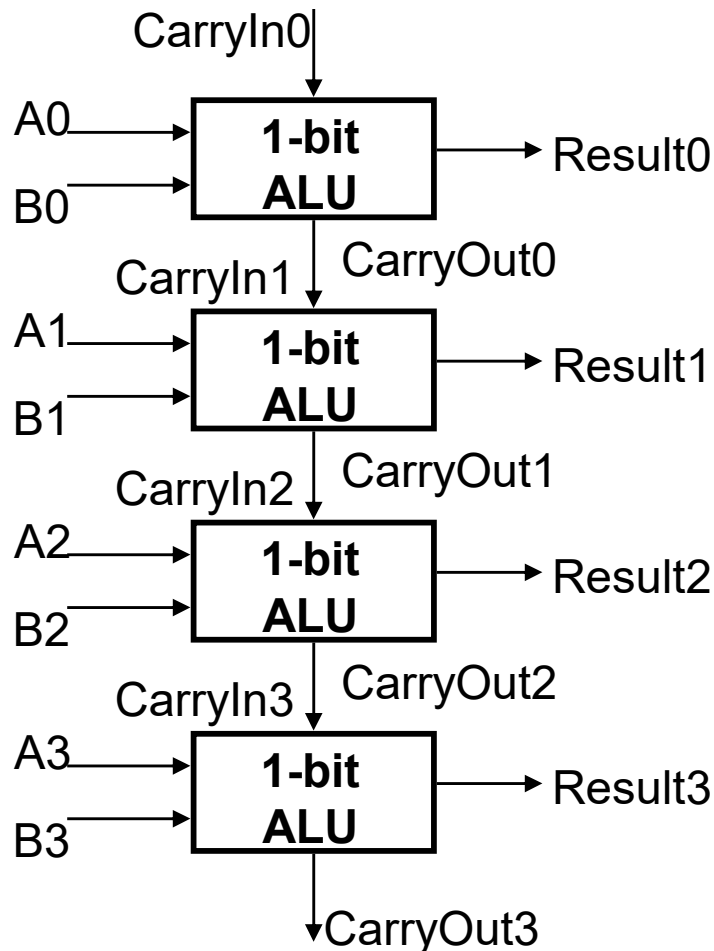 CarryIn0
A0
1-bit
ALU
Result0
B0
CarryIn1
CarryOut0
A1
1-bit
ALU
Result1
B1
CarryIn2
CarryOut1
A2
1-bit
ALU
Result2
B2
CarryIn3
CarryOut2
A3
1-bit
ALU
Result3
B3
CarryOut3